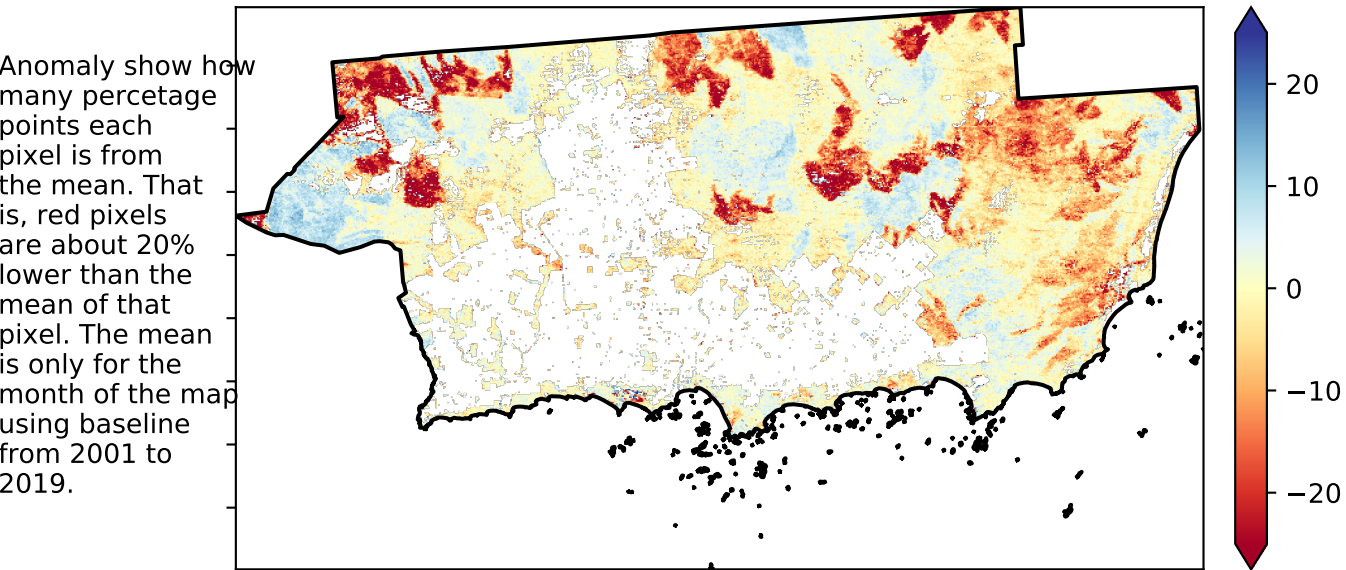 Anomaly show how
many percetage
points each
pixel is from
the mean. That
is, red pixels
are about 20%
lower than the
mean of that
pixel. The mean
is only for the
month of the map
using baseline
from 2001 to
2019.
20
10
0
−10
−20